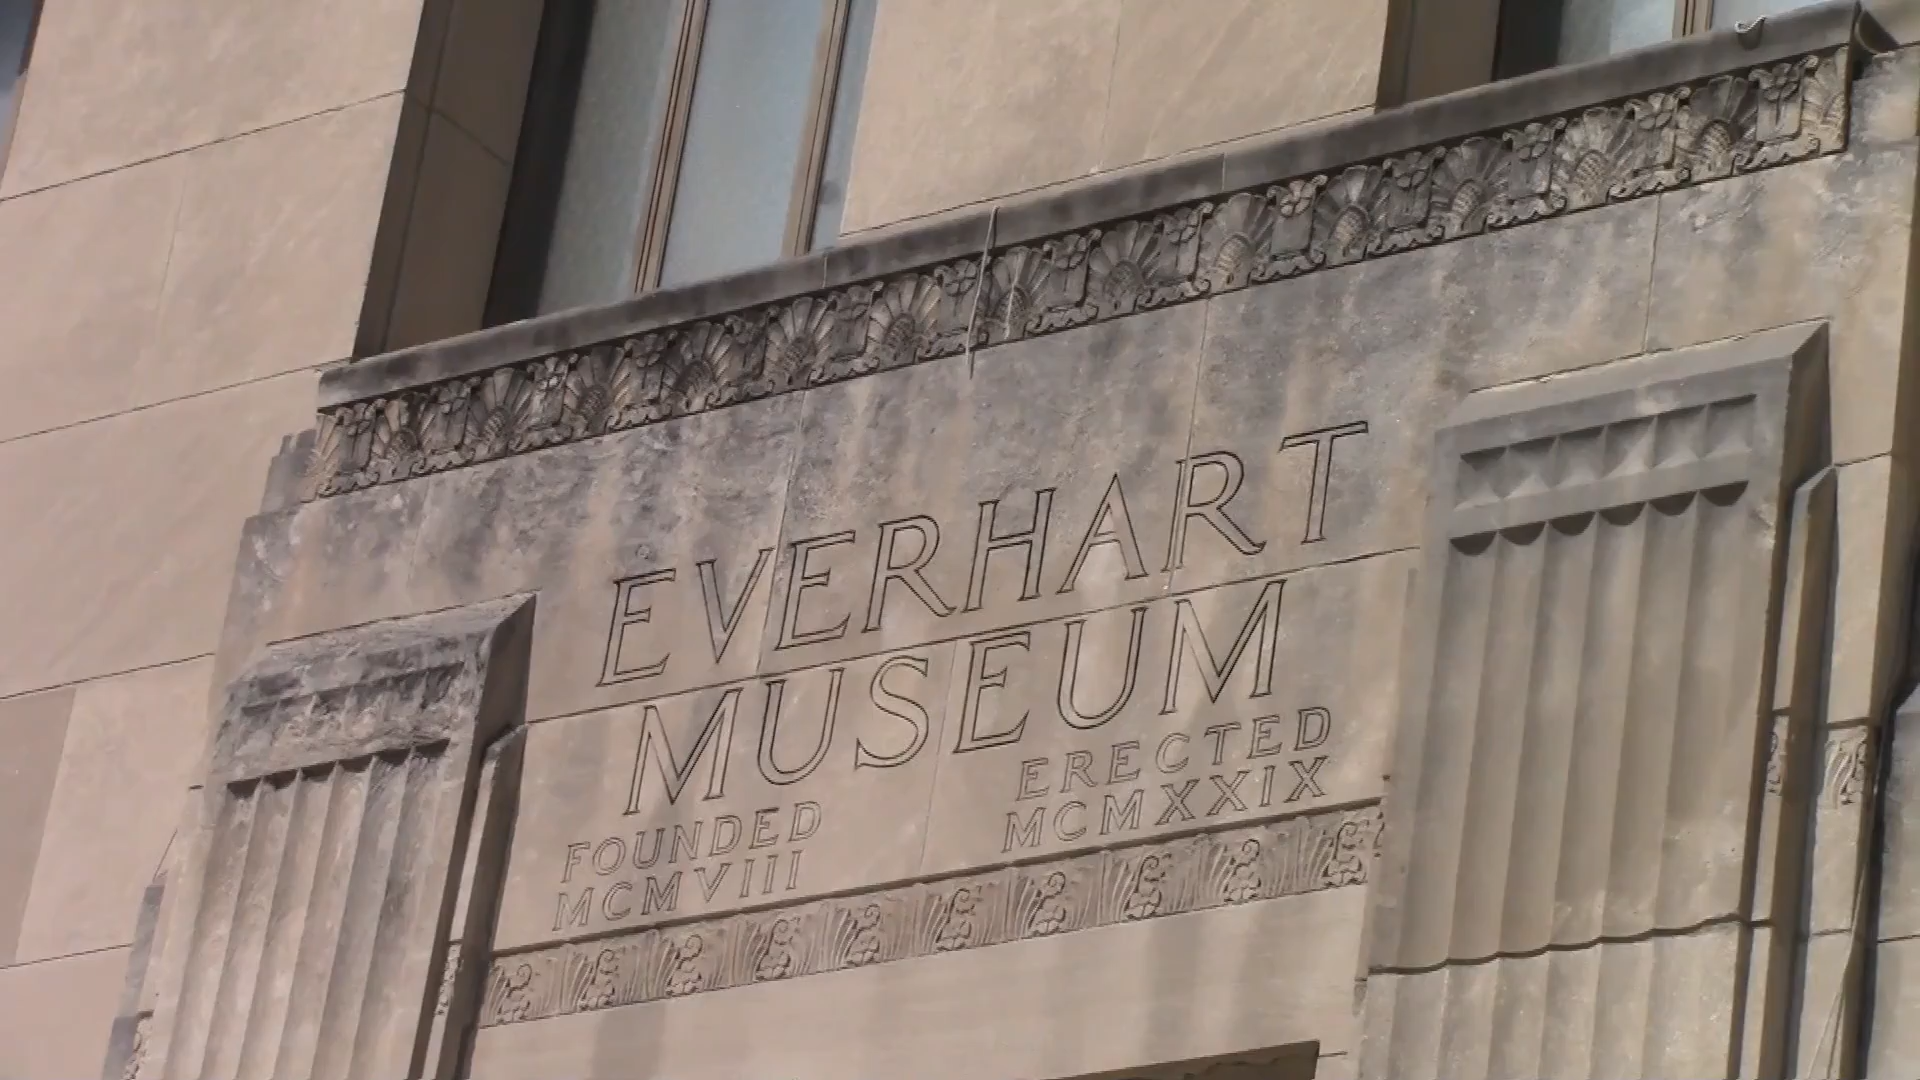 EVERHART
MUSEUM
FOUNDED
MCMVIII
ERECTED
MCMXXIX